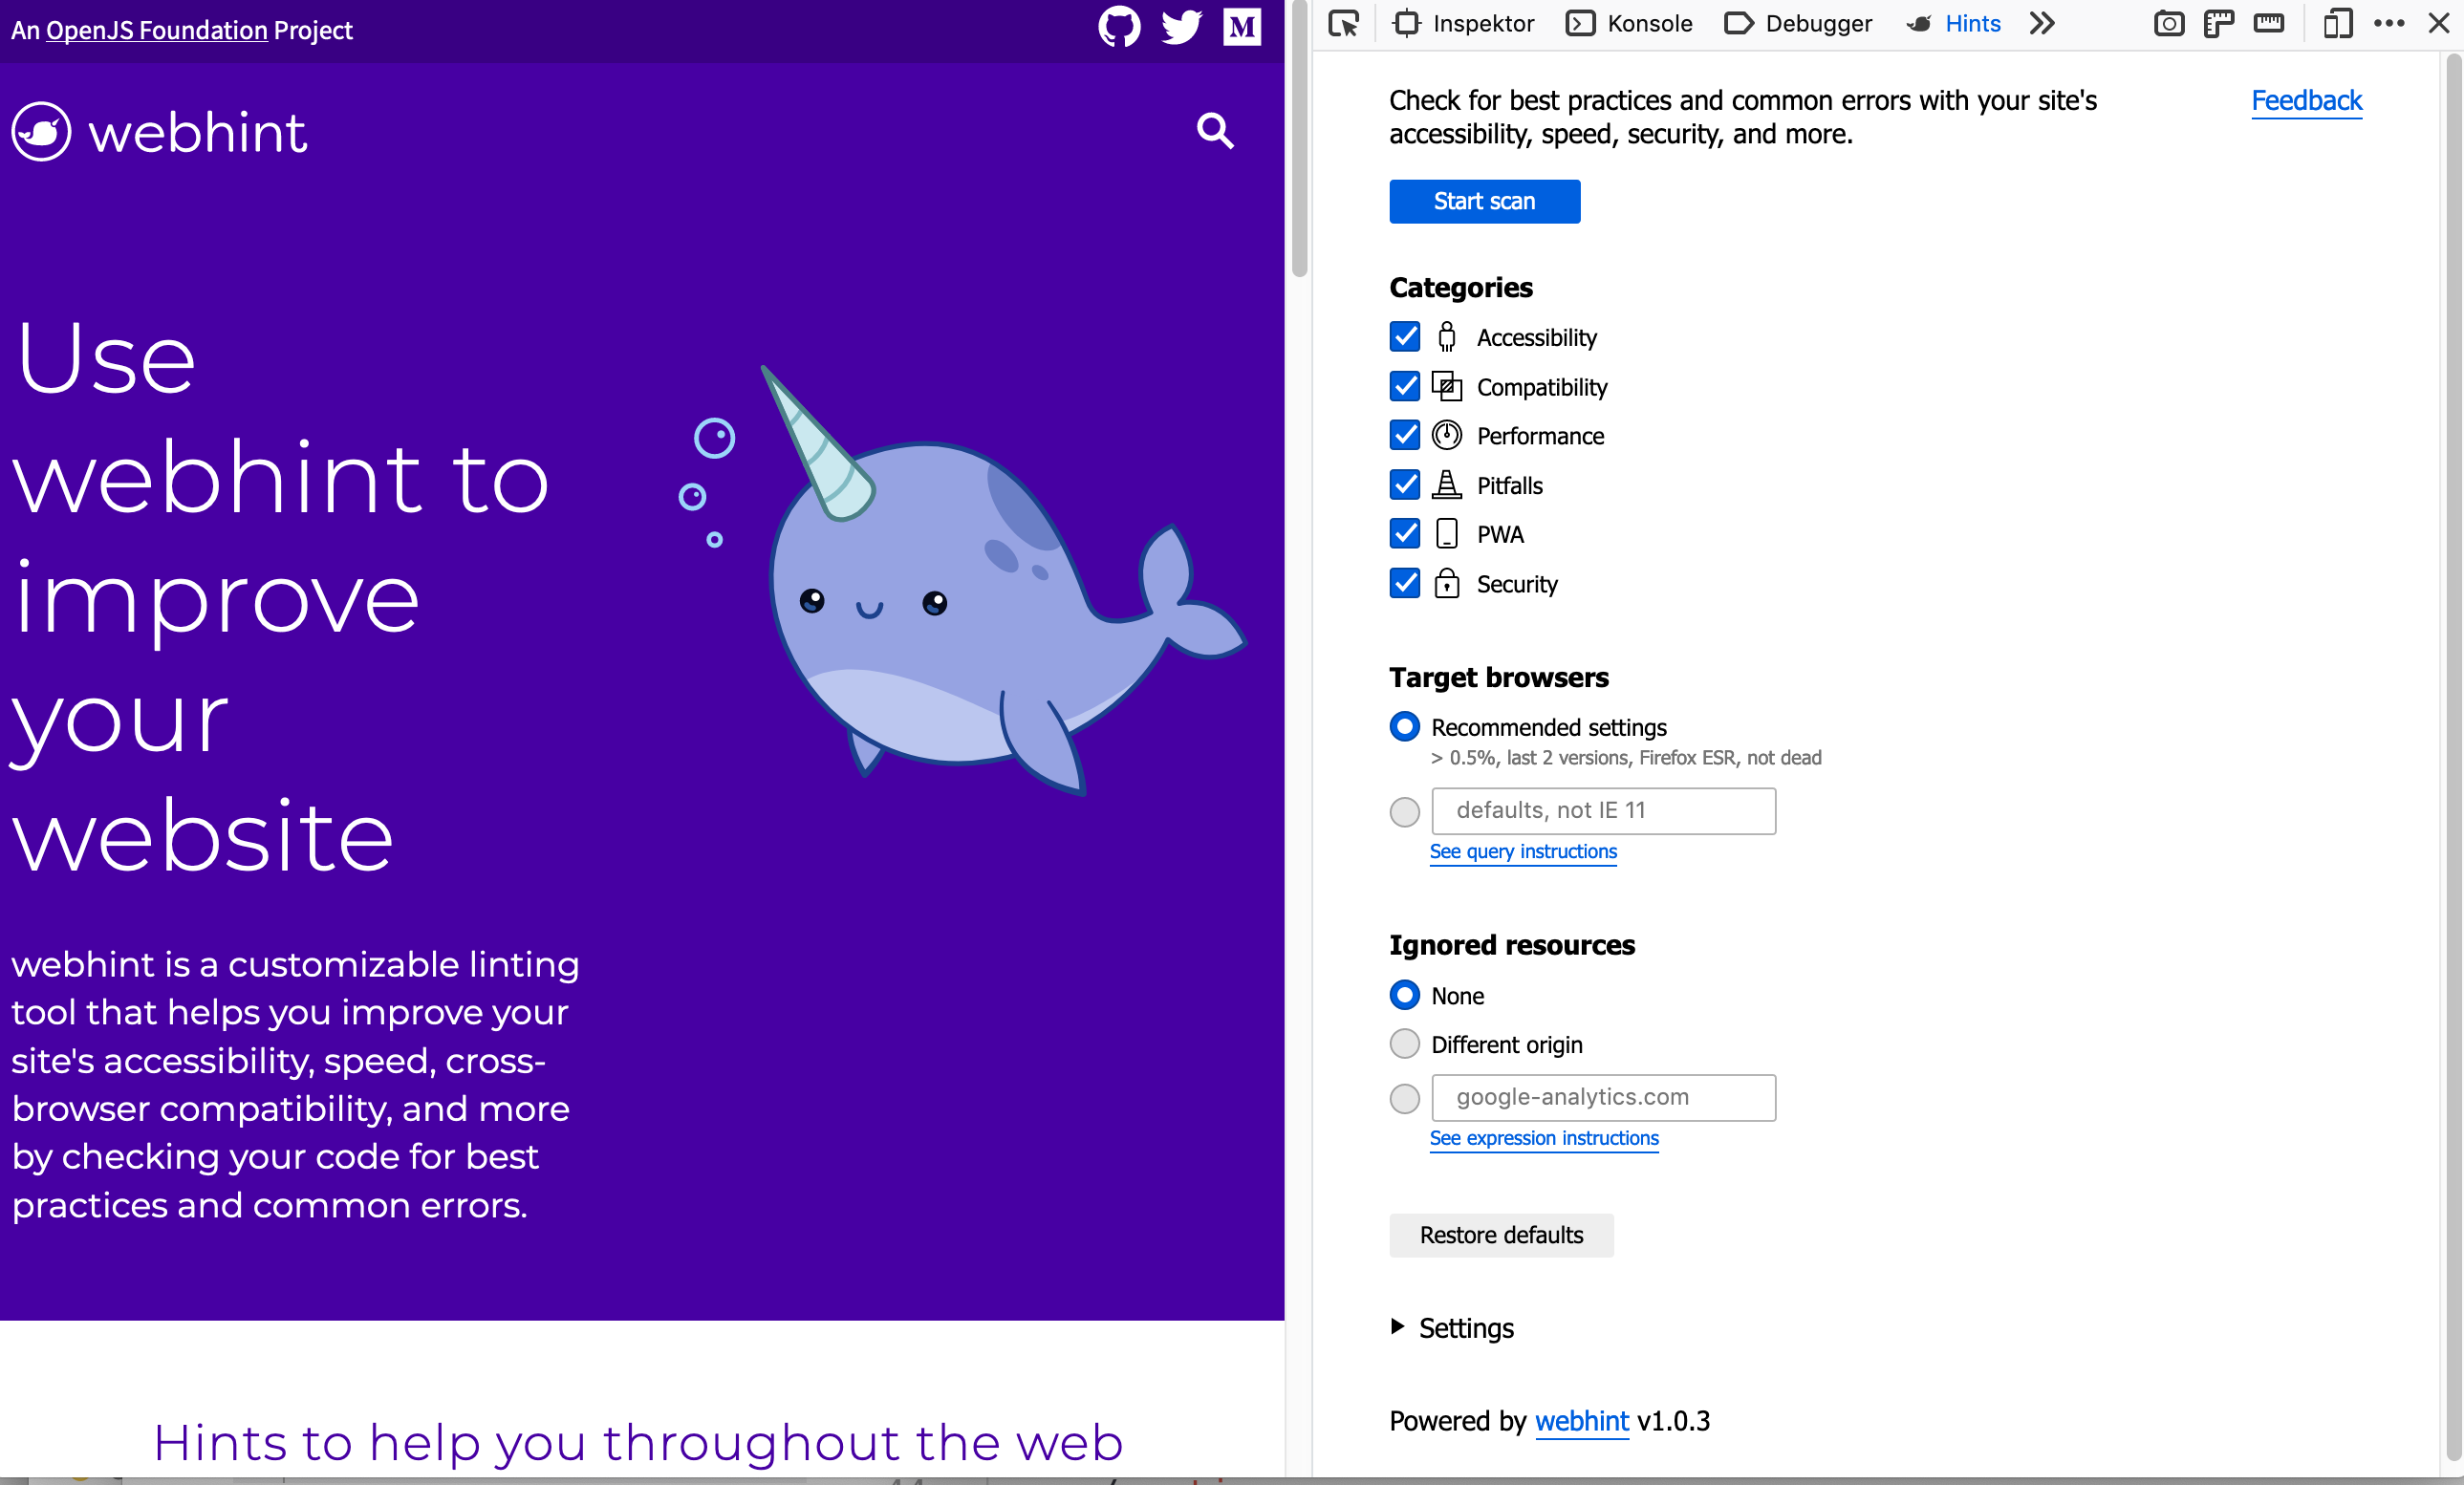 An OpenJS Foundation Project
M
webhint
Use
webhint to
improve
your
website
webhint is a customizable linting
tool that helps you improve your
site's accessibility, speed, cross-
browser compatibility, and more
by checking your code for best
practices and common errors.
Hints to help you throughout the web
Inspektor
Konsole
Debugger
Hints
Check for best practices and common errors with your site's
accessibility, speed, security, and more.
Feedback
Start scan
Categories
Accessibility
Compatibility
Performance
Pitfalls
PWA
Security
Target browsers
Recommended settings
> 0.5%, last 2 versions, Firefox ESR, not dead
defaults, not IE 11
See query instructions
Ignored resources
None
Different origin
google-analytics.com
See expression instructions
Restore defaults
Settings
Powered by webhint v1.0.3